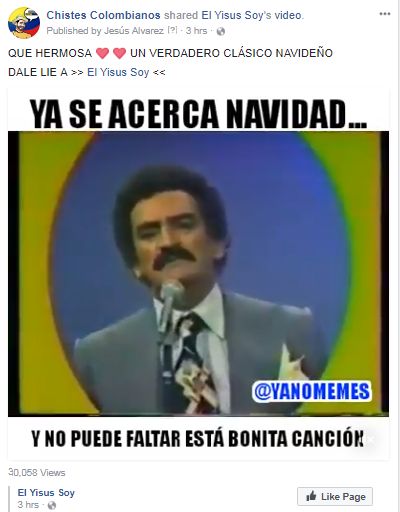 Chistes Colombianos shared El Yisus Soy's video.
Published by Jesús Alvarez [?] · 3 hrs ·
QUE HERMOSA ❤ ❤ UN VERDADERO CLÁSICO NAVIDEÑO
DALE LIE A >> El Yisus Soy <<
YA SE ACERCA NAVIDAD...
@YANOMEMES
Y NO PUEDE FALTAR ESTÁ BONITA CANCIÓN
30,058 Views
El Yisus Soy
3 hrs ·
Like Page